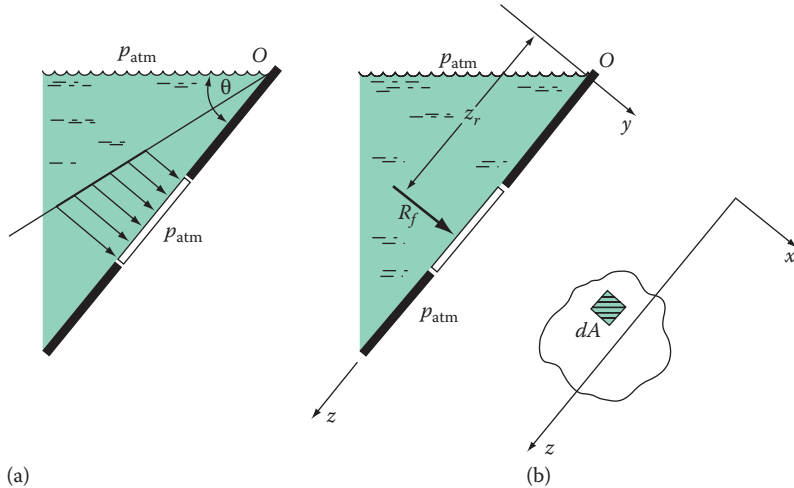 p_atm
O
θ
p_atm
(a)
p_atm
O
y
z_r
R_f
p_atm
z
x
dA
z
(b)